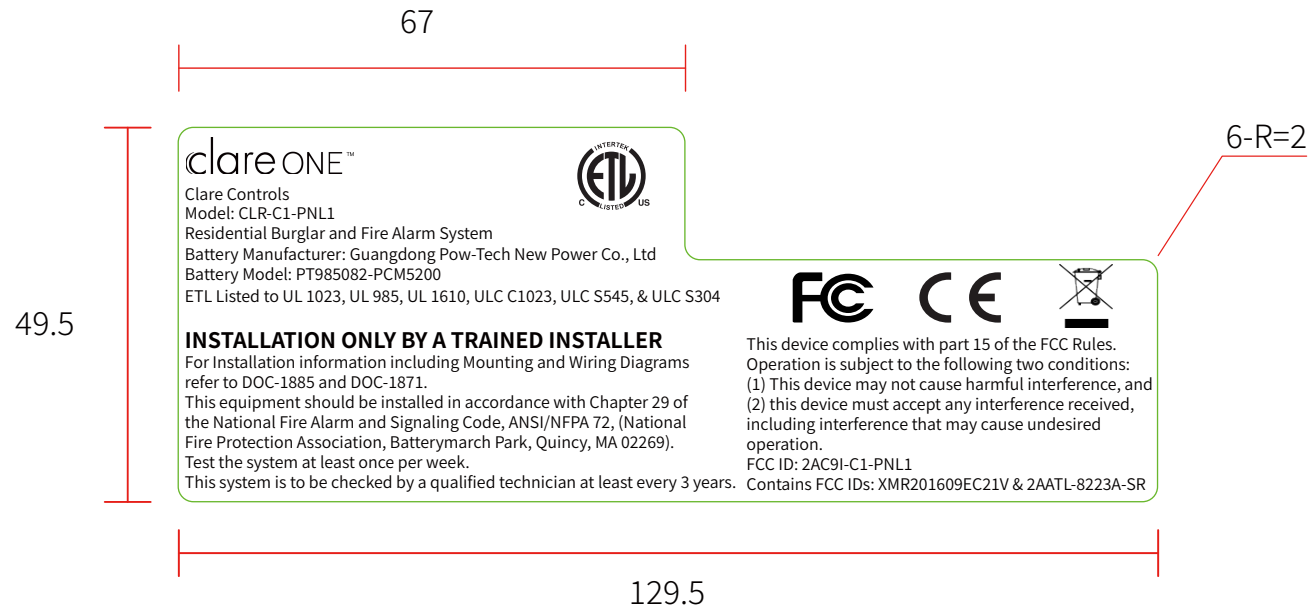 67
49.5
6-R=2
129.5
clare ONE™
INTERTEK
ETL
C LISTED US
Clare Controls
Model: CLR-C1-PNL1
Residential Burglar and Fire Alarm System
Battery Manufacturer: Guangdong Pow-Tech New Power Co., Ltd
Battery Model: PT985082-PCM5200
ETL Listed to UL 1023, UL 985, UL 1610, ULC C1023, ULC S545, & ULC S304
INSTALLATION ONLY BY A TRAINED INSTALLER
For Installation information including Mounting and Wiring Diagrams
refer to DOC-1885 and DOC-1871.
This equipment should be installed in accordance with Chapter 29 of
the National Fire Alarm and Signaling Code, ANSI/NFPA 72, (National
Fire Protection Association, Batterymarch Park, Quincy, MA 02269).
Test the system at least once per week.
This system is to be checked by a qualified technician at least every 3 years.
FC CE
This device complies with part 15 of the FCC Rules.
Operation is subject to the following two conditions:
(1) This device may not cause harmful interference, and
(2) this device must accept any interference received,
including interference that may cause undesired
operation.
FCC ID: 2AC9I-C1-PNL1
Contains FCC IDs: XMR201609EC21V & 2AATL-8223A-SR